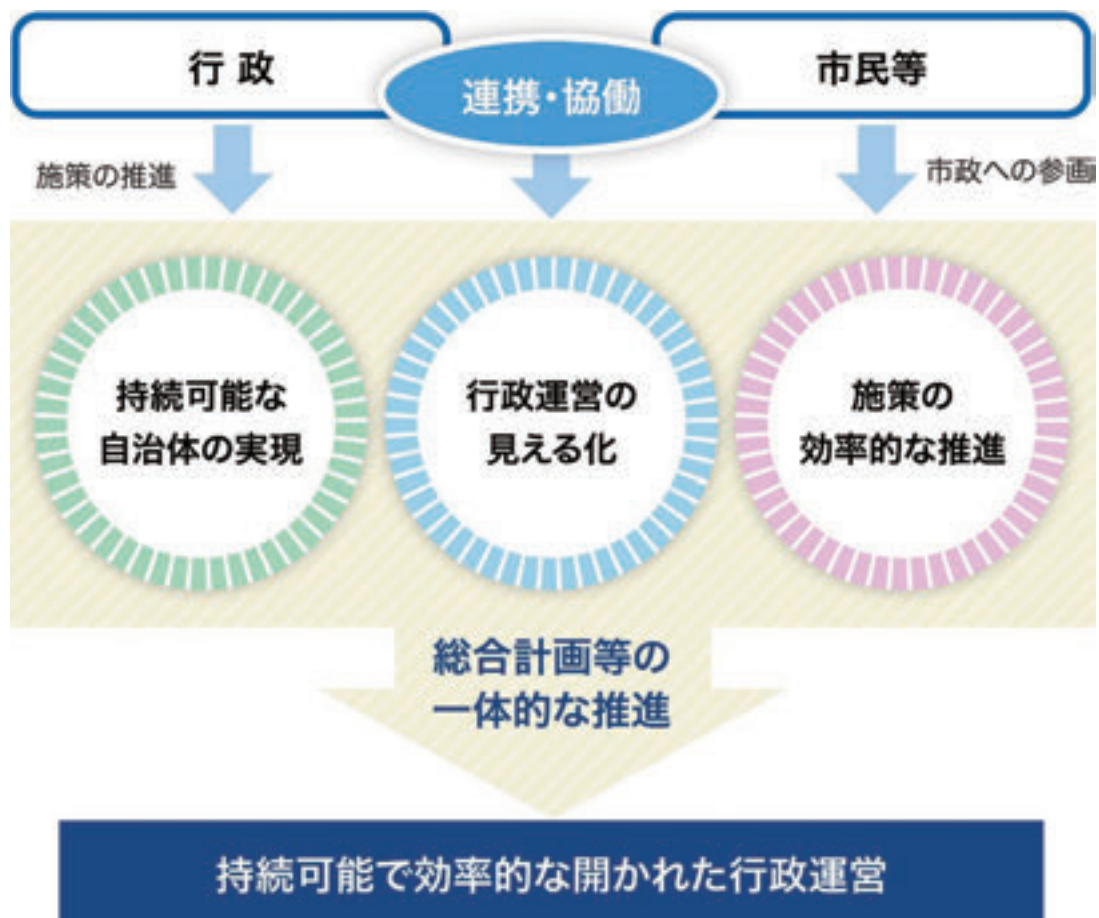 行政
連携・協働
市民等
施策の推進
市政への参画
持続可能な
自治体の実現
行政運営の
見える化
施策の
効率的な推進
総合計画等の
一体的な推進
持続可能で効率的な開かれた行政運営